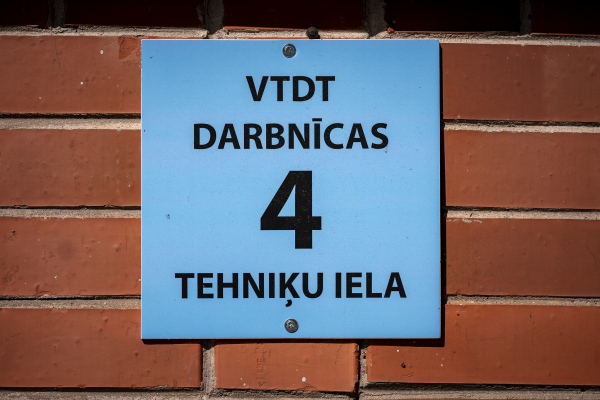 VTDT
DARBNĪCAS
4
TEHNIĶU IELA